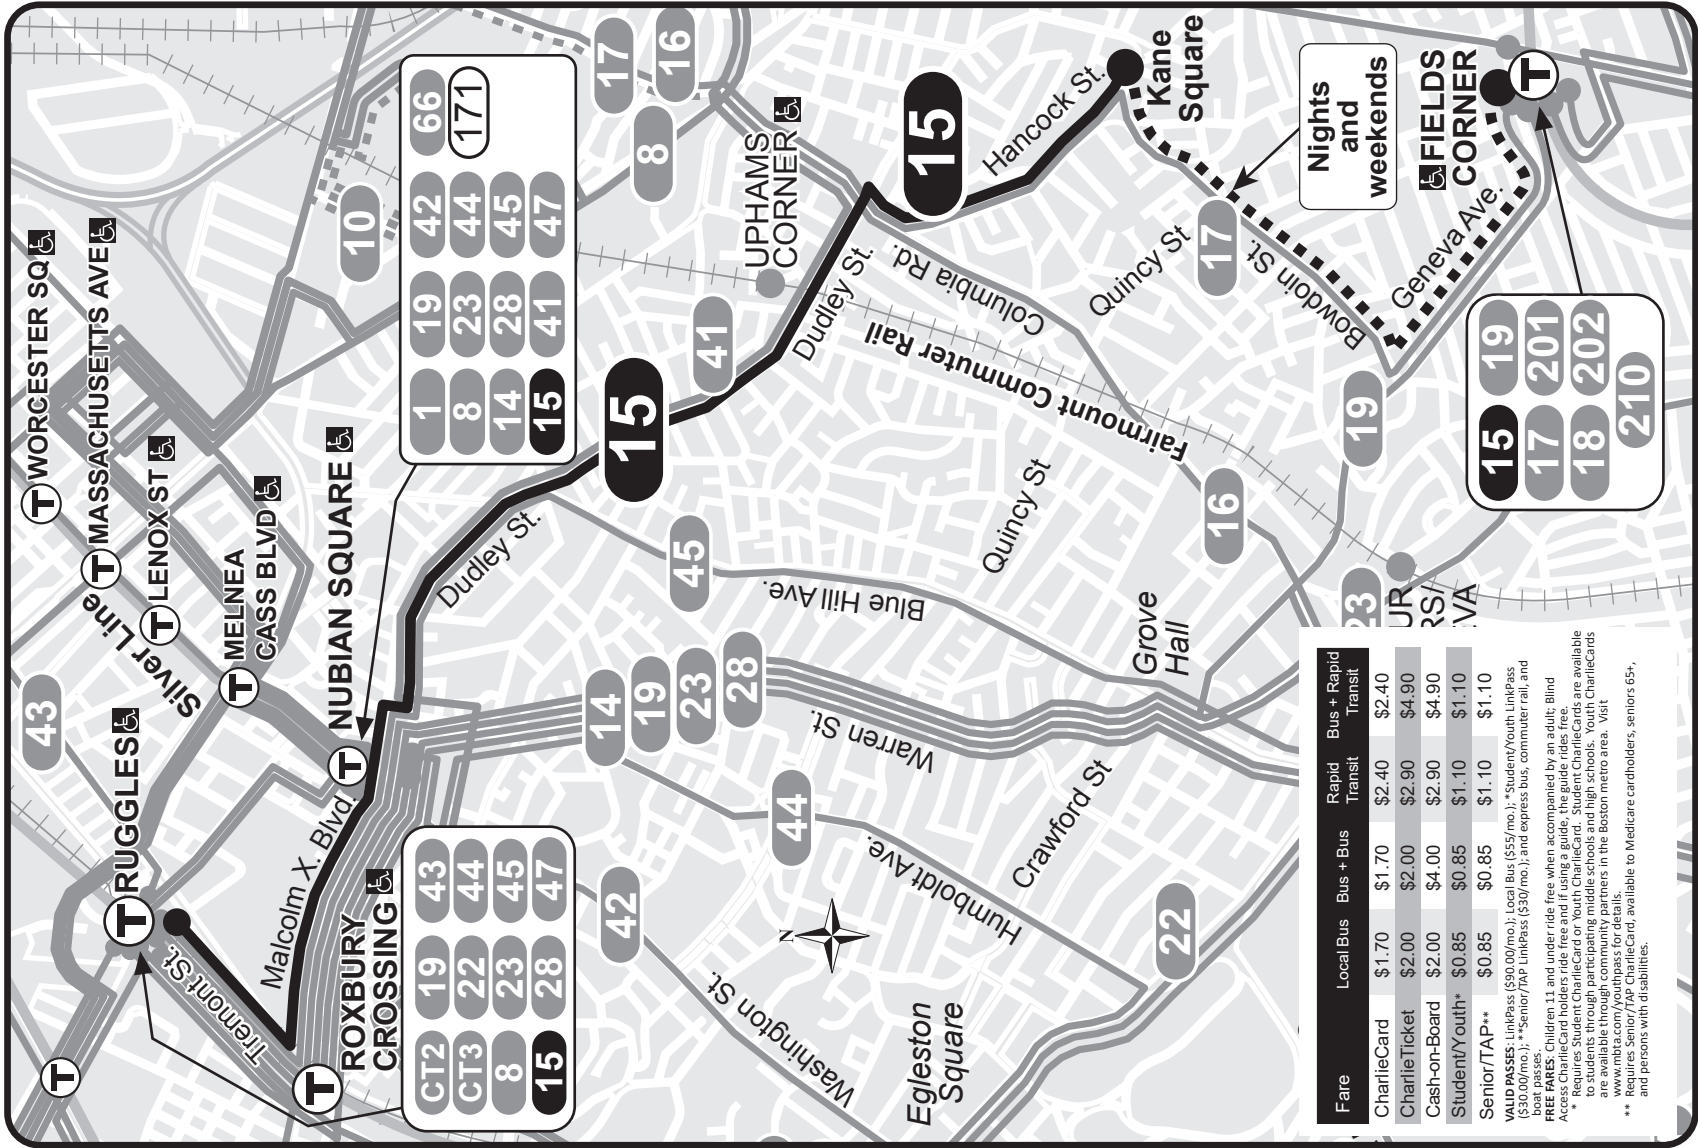 WORCESTER SQ
MASSACHUSETTS AVE
LENOX ST
MELNEA
CASS BLVD
Silver Line
NUBIAN SQUARE
RUGGLES
ROXBURY
CROSSING
43
10
17
16
8
66
171
42
44
45
47
19
23
28
41
1
8
14
15
CT2
CT3
8
15
19
22
23
28
43
44
45
47
Tremont St.
Malcolm X. Blvd.
Dudley St.
15
41
UPHAMS
CORNER
Dudley St.
15
Hancock St.
Kane
Square
Columbia Rd.
Fairmount Commuter Rail
Quincy St
17
Bowdoin St.
Nights
and
weekends
Geneva Ave.
FIELDS
CORNER
15
17
18
19
201
202
210
19
16
23
UR
RS/
VA
45
Blue Hill Ave.
Quincy St
Grove
Hall
14
19
23
28
Warren St.
Crawford St
44
Humboldt Ave.
42
22
N
Washington St.
Egleston
Square
Fare Local Bus Bus + Bus Rapid Transit Bus + Rapid Transit
CharlieCard $1.70 $1.70 $2.40 $2.40
CharlieTicket $2.00 $2.00 $2.90 $4.90
Cash-on-Board $2.00 $4.00 $2.90 $4.90
Student/Youth* $0.85 $0.85 $1.10 $1.10
Senior/TAP** $0.85 $0.85 $1.10 $1.10
VALID PASSES: LinkPass ($90.00/mo.); Local Bus ($55/mo.); *Student/Youth LinkPass
($30.00/mo.); **Senior/TAP LinkPass ($30/mo.); and express bus, commuter rail, and
boat passes.
FREE FARES: Children 11 and under ride free when accompanied by an adult; Blind
Access CharlieCard holders ride free and if using a guide, the guide rides free.
* Requires Student CharlieCard or Youth CharlieCard. Student CharlieCards are available
to students through participating middle schools and high schools. Youth CharlieCards
are available through community partners in the Boston metro area. Visit
www.mbta.com/youthpass for details.
** Requires Senior/TAP CharlieCard, available to Medicare cardholders, seniors 65+,
and persons with disabilities.